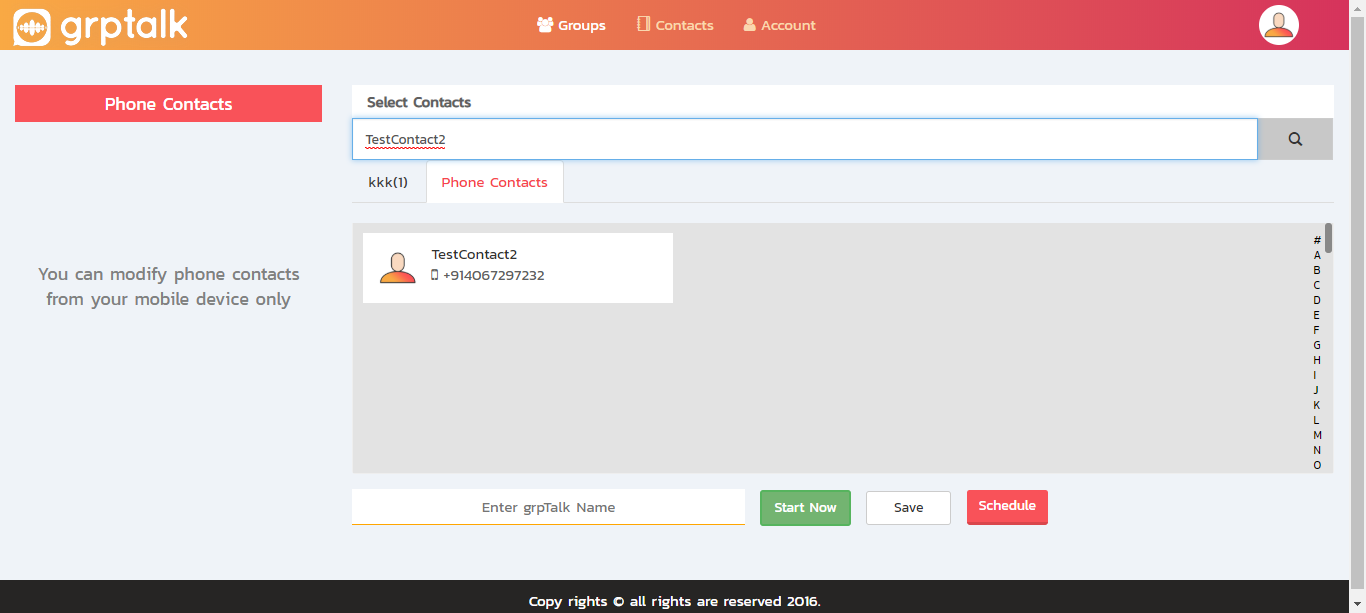 grptalk
Groups
Contacts
Account
Phone Contacts
You can modify phone contacts
from your mobile device only
Select Contacts
TestContact2
kkk(1)
Phone Contacts
TestContact2
+914067297232
#
A
B
C
D
E
F
G
H
I
J
K
L
M
N
O
Enter grpTalk Name
Start Now
Save
Schedule
Copy rights © all rights are reserved 2016.